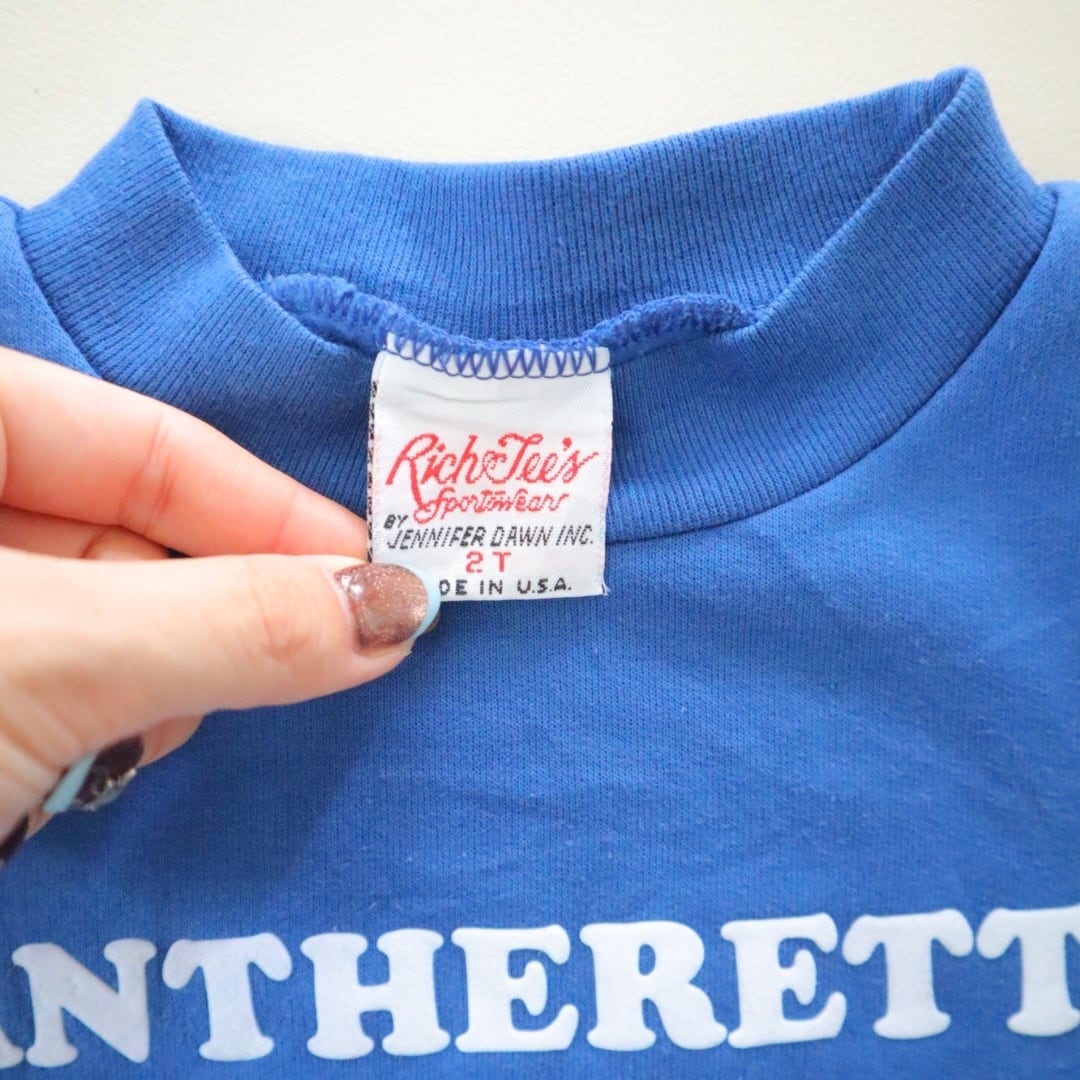 Rich & Tee's
Sportswear
BY
JENNIFER DAWN INC.
2T
DE IN U.S.A.
ANTHERETT